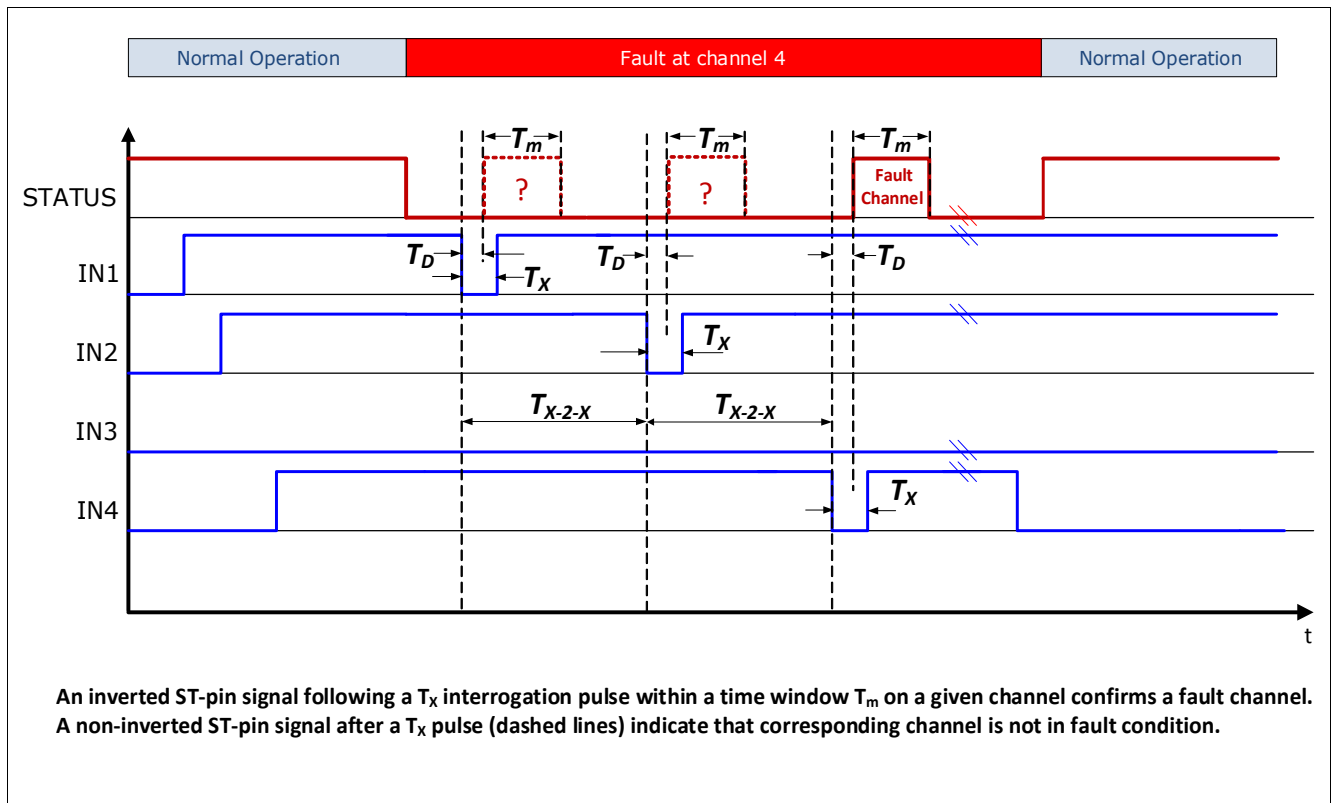 Normal Operation Fault at channel 4 Normal Operation
Tm Tm Tm
STATUS ? ? Fault
Channel
TD TD TD
IN1 TX
IN2 TX
TX-2-X TX-2-X
IN3
IN4 TX
t
An inverted ST-pin signal following a TX interrogation pulse within a time window Tm on a given channel confirms a fault channel.
A non-inverted ST-pin signal after a TX pulse (dashed lines) indicate that corresponding channel is not in fault condition.